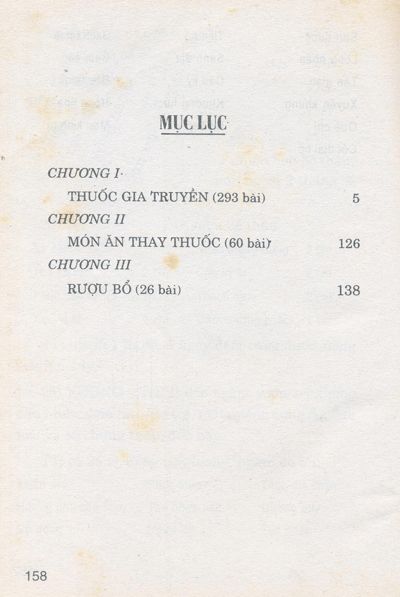 MỤC LỤC
CHƯƠNG I
THUỐC GIA TRUYỀN (293 bài) 5
CHƯƠNG II
MÓN ĂN THAY THUỐC (60 bài) 126
CHƯƠNG III
RƯỢU BỔ (26 bài) 138
158